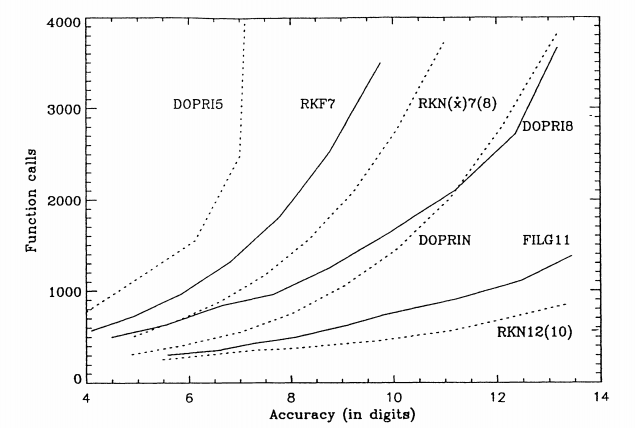 4000
3000
2000
1000
0
Function calls
DOPRI5
RKF7
RKN(ẋ)7(8)
DOPRI8
DOPRIN
FILG11
RKN12(10)
4
6
8
10
12
14
Accuracy (in digits)